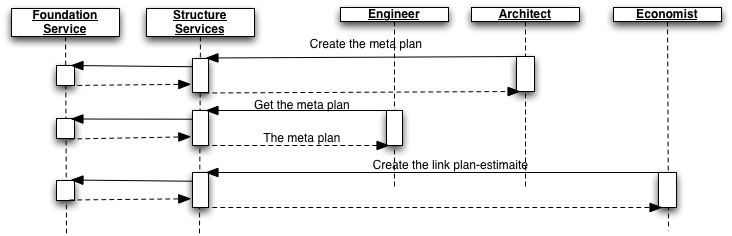 Foundation
Service
Structure
Services
Engineer
Architect
Economist
Create the meta plan
Get the meta plan
The meta plan
Create the link plan-estimaite